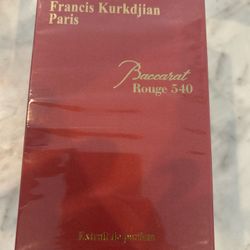 Francis Kurkdjian
Paris
Baccarat
Rouge 540
Extrait de parfum